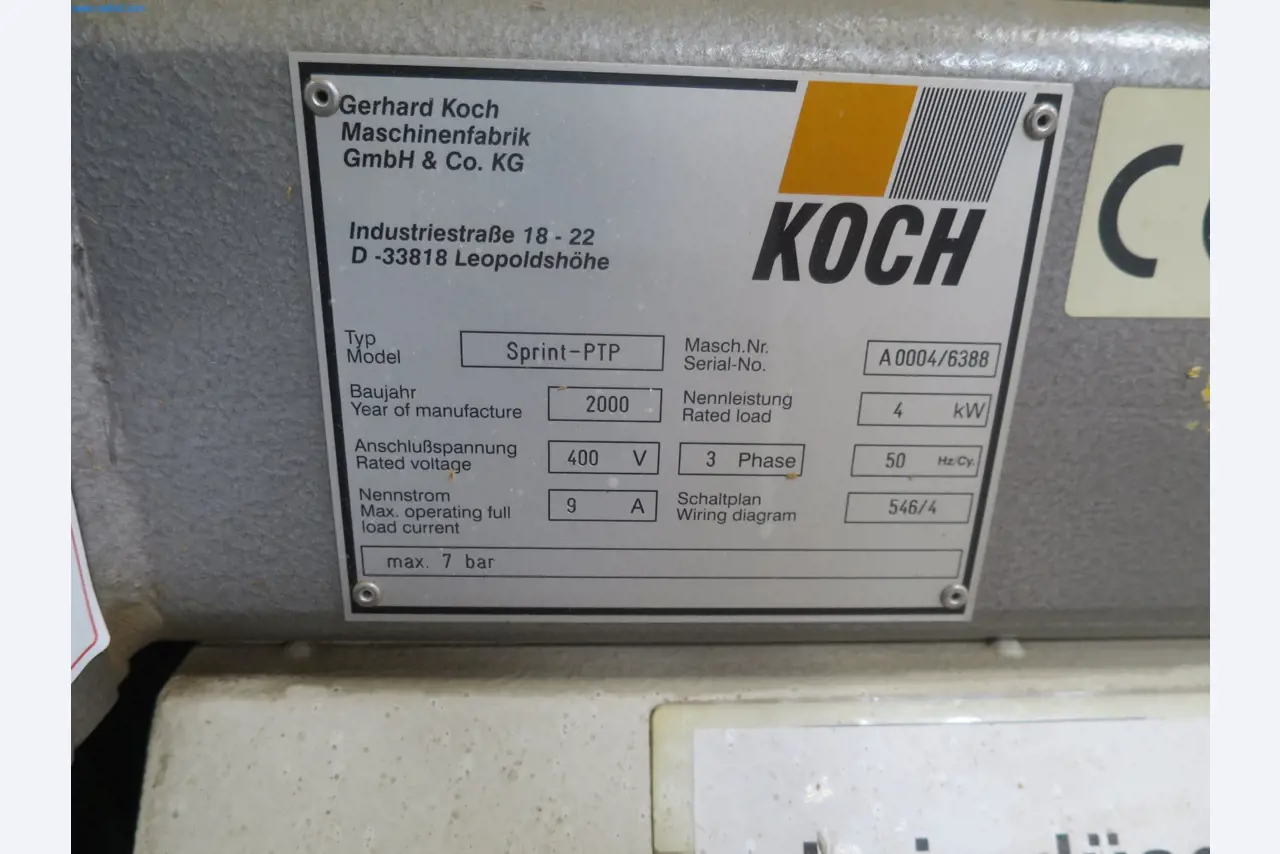 Gerhard Koch
Maschinenfabrik
GmbH & Co. KG
KOCH
Industriestraße 18 - 22
D -33818 Leopoldshöhe
Typ
Model
Sprint-PTP
Masch.Nr.
Serial-No.
A0004/6388
Baujahr
Year of manufacture
2000
Nennleistung
Rated load
4 kW
Anschlußspannung
Rated voltage
400 V
3 Phase
50 Hz/Cy.
Nennstrom
Max. operating full
load current
9 A
Schaltplan
Wiring diagram
546/4
max. 7 bar